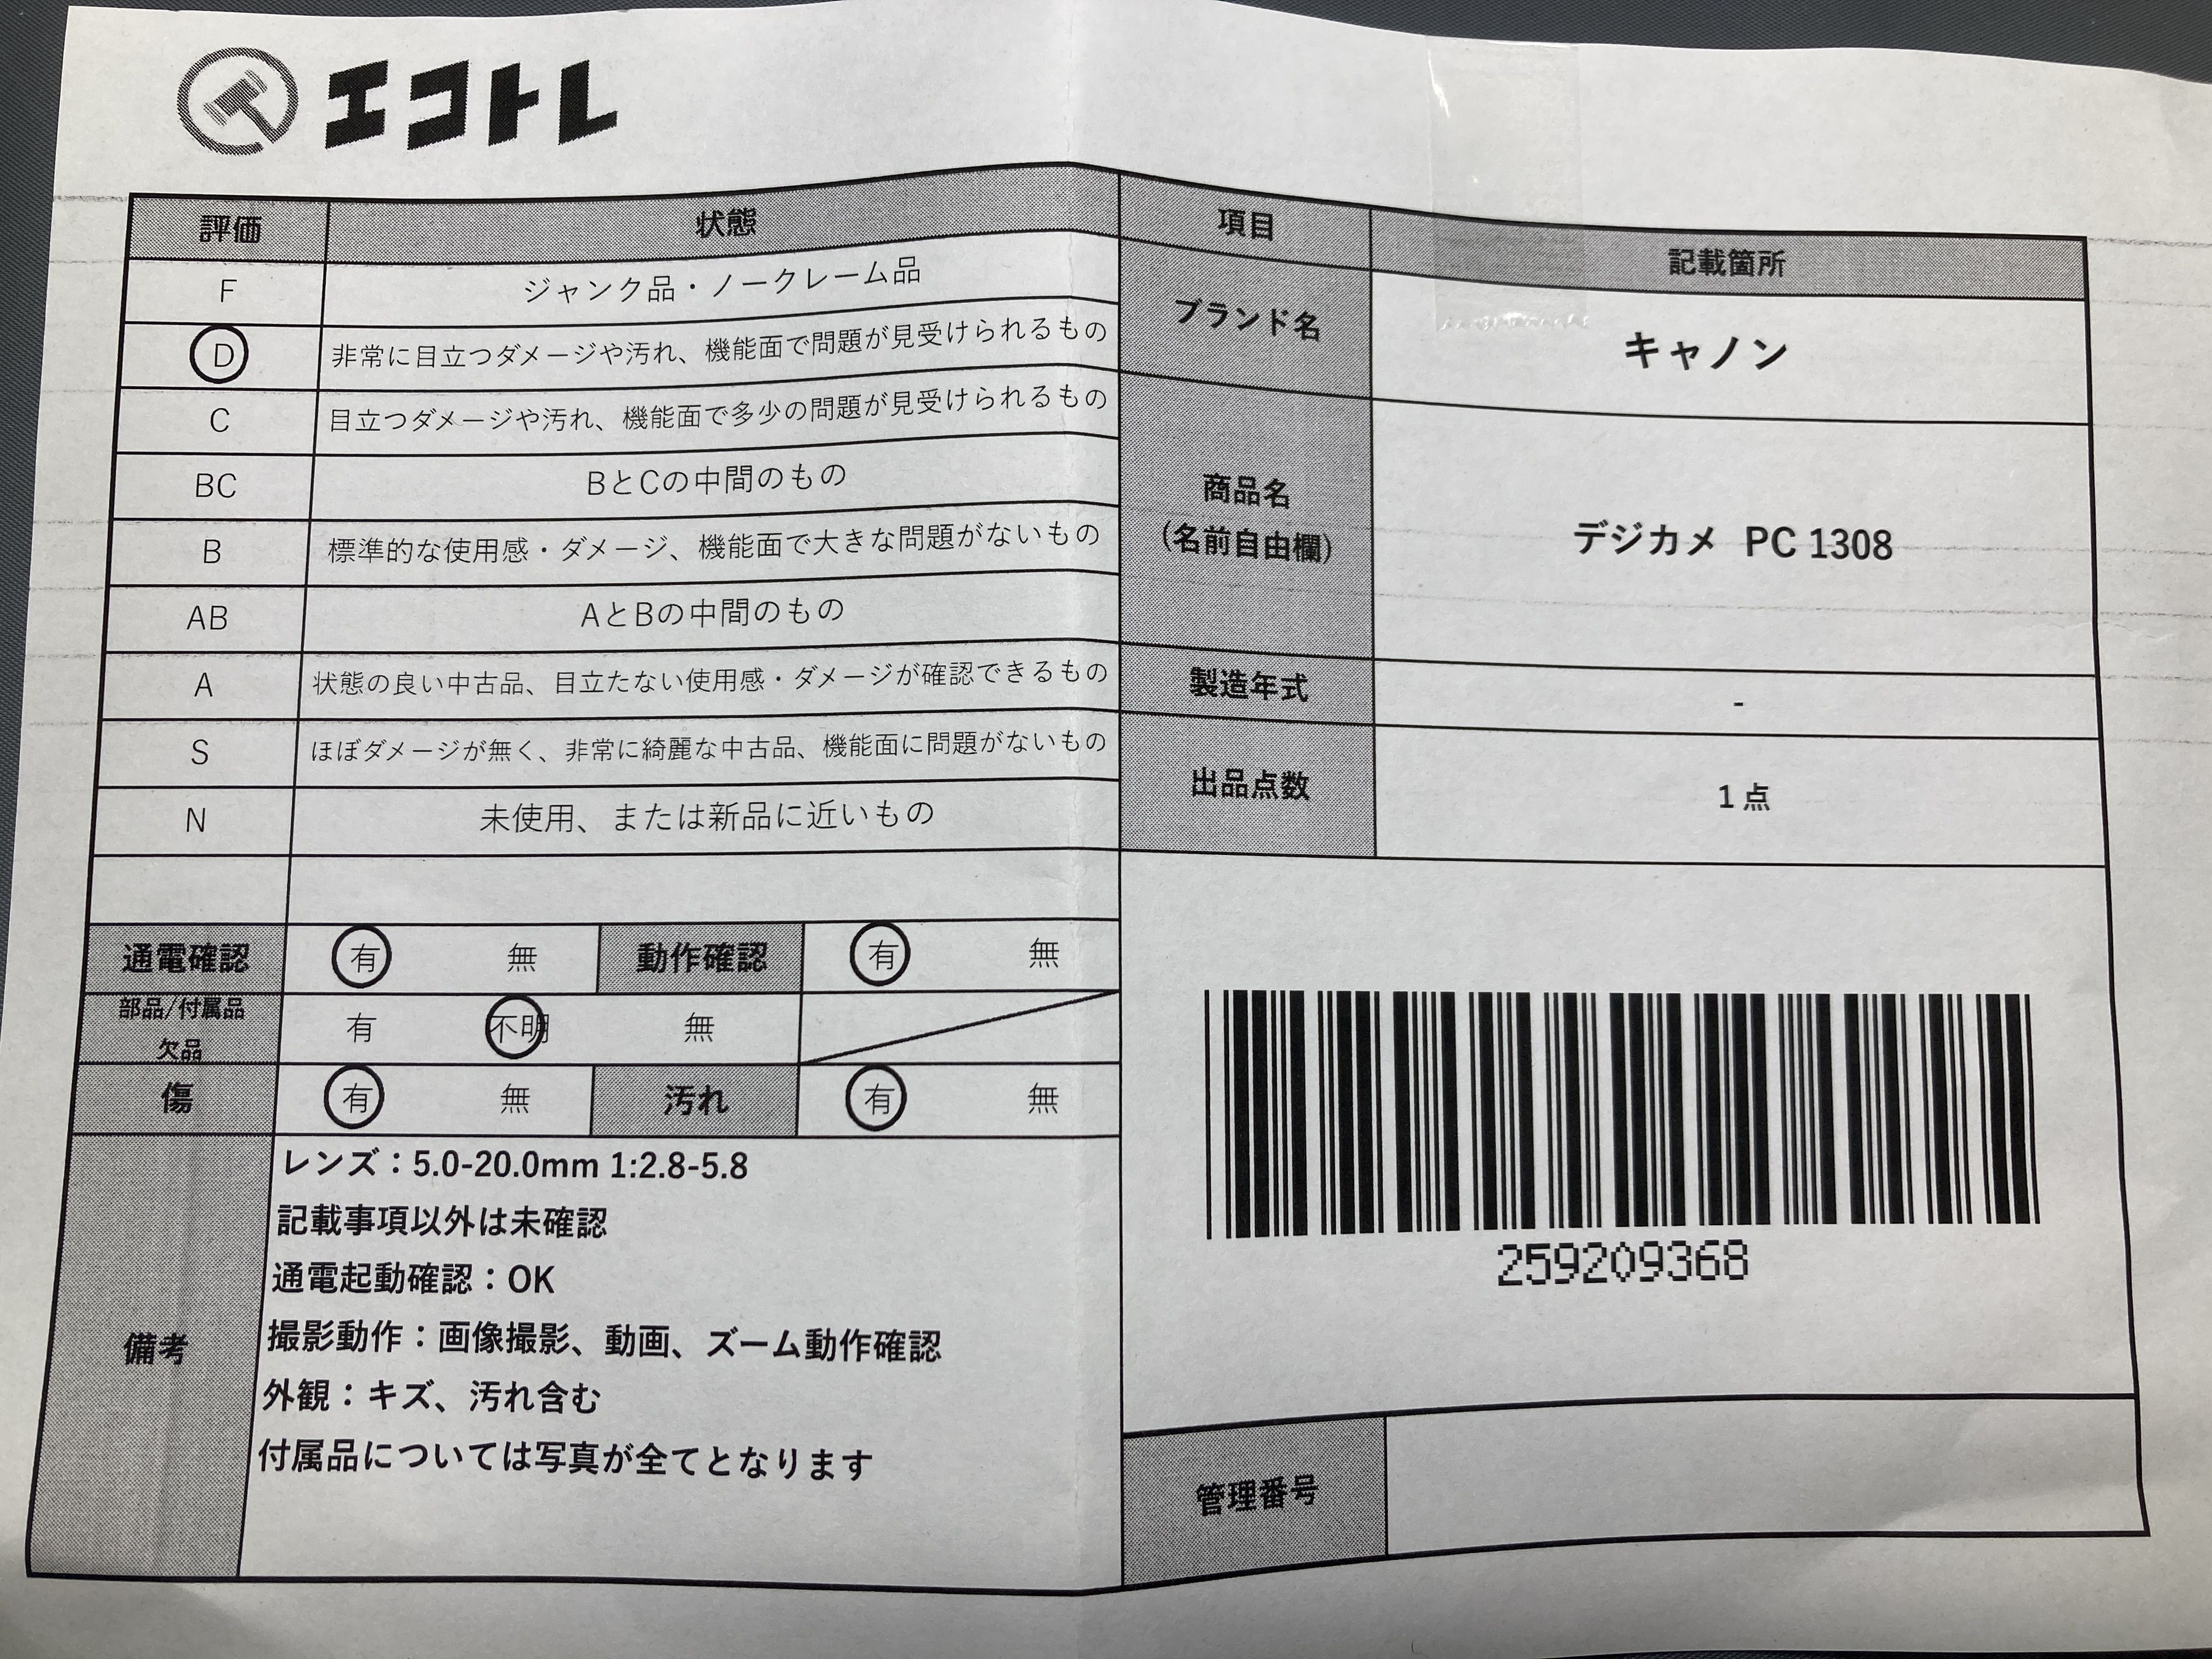 エコトレ
評価 状態
F ジャンク品・ノークレーム品
D 非常に目立つダメージや汚れ、機能面で問題が見受けられるもの
C 目立つダメージや汚れ、機能面で多少の問題が見受けられるもの
BC BとCの中間のもの
B 標準的な使用感・ダメージ、機能面で大きな問題がないもの
AB AとBの中間のもの
A 状態の良い中古品、目立たない使用感・ダメージが確認できるもの
S ほぼダメージが無く、非常に綺麗な中古品、機能面に問題がないもの
N 未使用、または新品に近いもの
通電確認 有 無 動作確認 有 無
部品/付属品
欠品
有 不明 無
傷 有 無 汚れ 有 無
備考
レンズ：5.0-20.0mm 1:2.8-5.8
記載事項以外は未確認
通電起動確認：OK
撮影動作：画像撮影、動画、ズーム動作確認
外観：キズ、汚れ含む
付属品については写真が全てとなります
項目 記載箇所
ブランド名 キャノン
商品名
(名前自由欄)
デジカメ PC 1308
製造年式 -
出品点数 1 点
259209368
管理番号